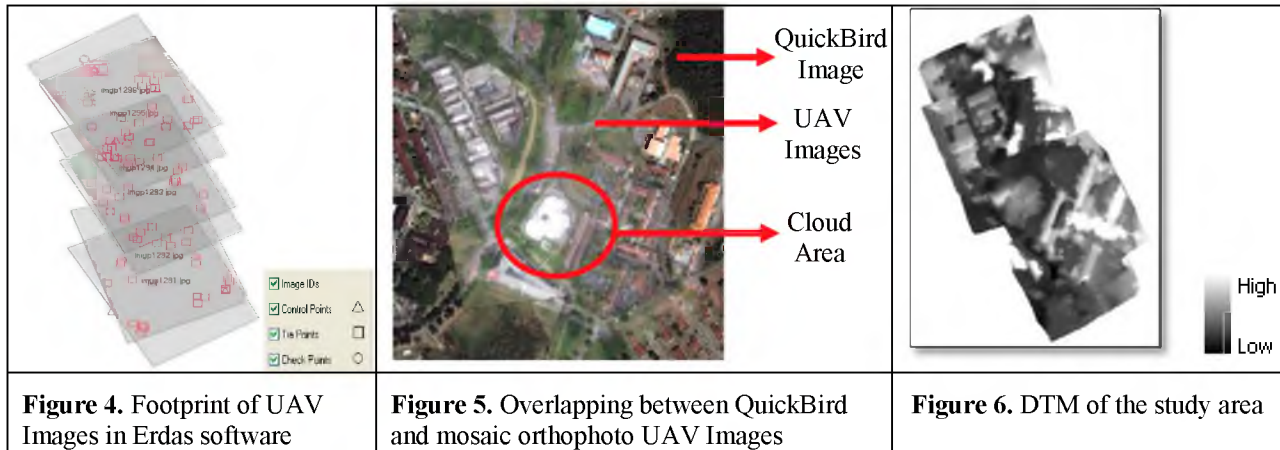 imgp1296.jpg
imgp1295.jpg
imgp1294.jpg
imgp1293.jpg
imgp1292.jpg
imgp1291.jpg
Image IDs
Control Points
Tie Points
Check Points
QuickBird
Image
UAV
Images
Cloud
Area
High
Low
Figure 4. Footprint of UAV
Images in Erdas software
Figure 5. Overlapping between QuickBird
and mosaic orthophoto UAV Images
Figure 6. DTM of the study area